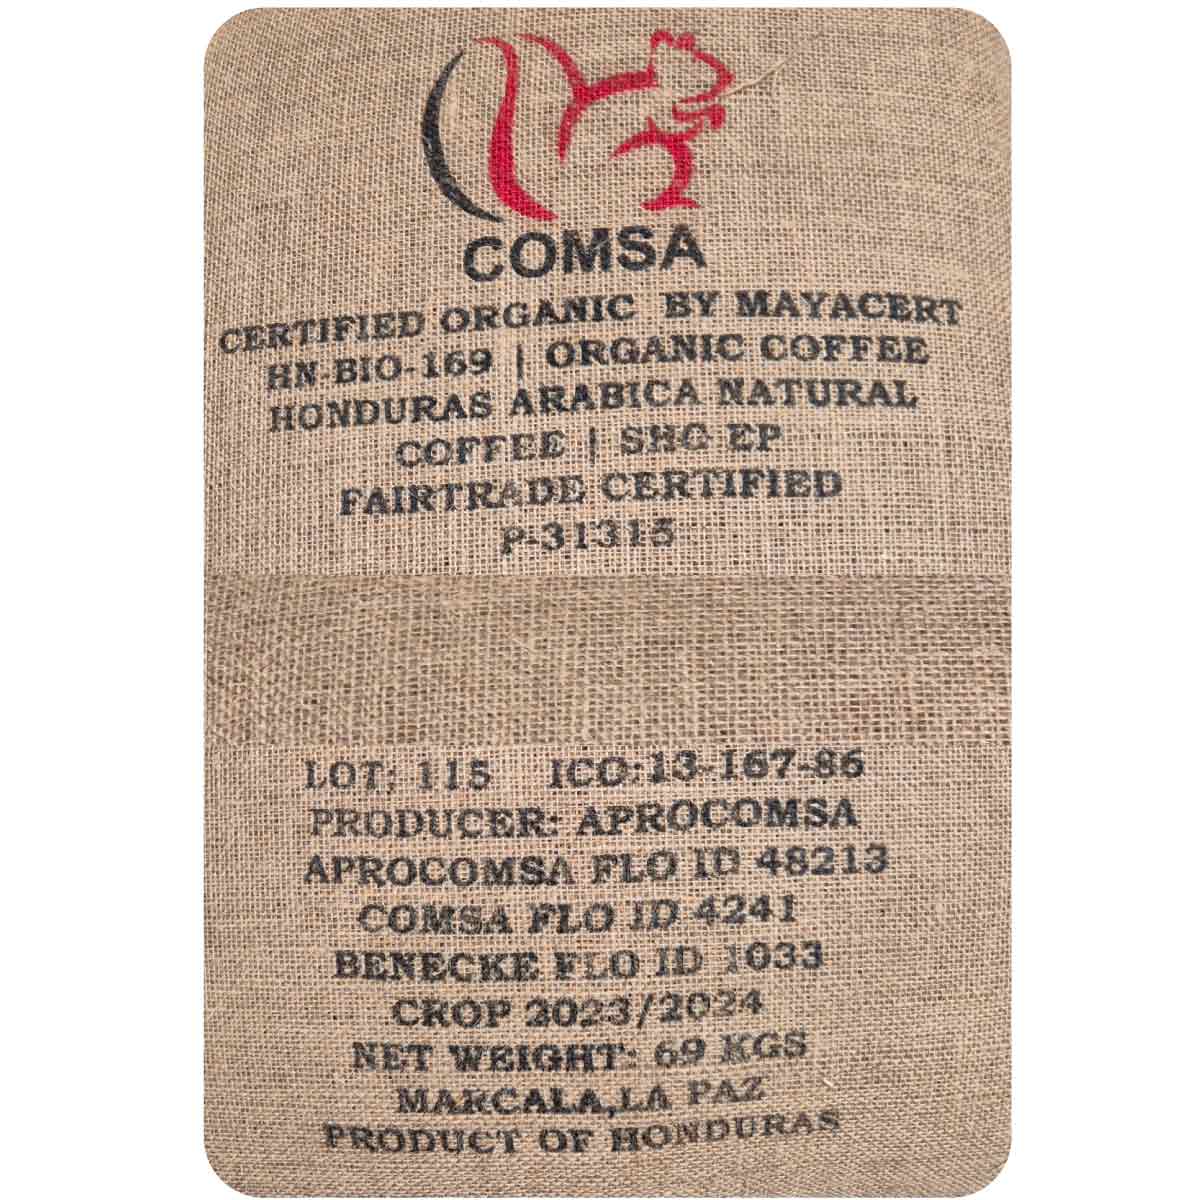 COMSA
CERTIFIED ORGANIC BY MAYACERT
HN-BIO-169 | ORGANIC COFFEE
HONDURAS ARABICA NATURAL
COFFEE | SHG EP
FAIRTRADE CERTIFIED
P-31315
LOT; 115 ICO:13-167-86
PRODUCER: APROCOMSA
APROCOMSA FLO ID 48213
COMSA FLO ID 4241
BENECKE FLO ID 1033
CROP 2023/2024
NET WEIGHT: 69 KGS
MARCALA,LA PAZ
PRODUCT OF HONDURAS